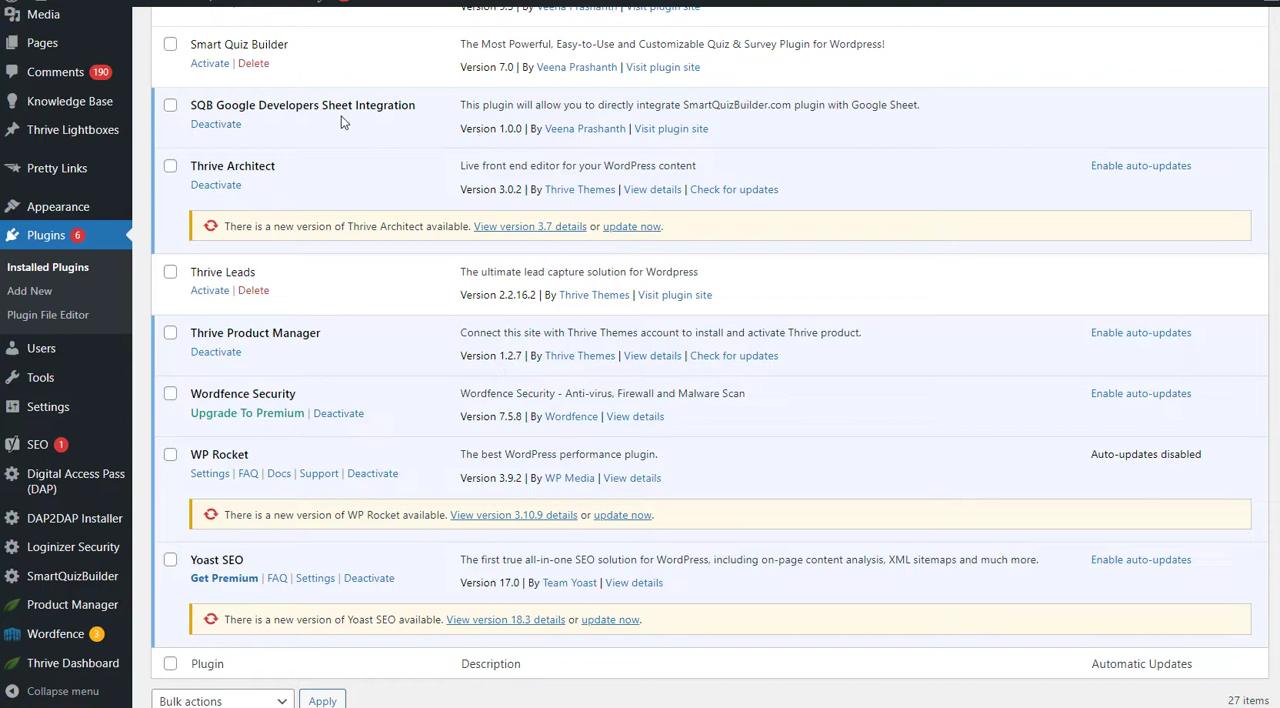 Media
Pages
Comments 190
Knowledge Base
Thrive Lightboxes
Pretty Links
Appearance
Plugins 6
Installed Plugins
Add New
Plugin File Editor
Users
Tools
Settings
SEO 1
Digital Access Pass
(DAP)
DAP2DAP Installer
Loginizer Security
SmartQuizBuilder
Product Manager
Wordfence 3
Thrive Dashboard
Collapse menu
Smart Quiz Builder
The Most Powerful, Easy-to-Use and Customizable Quiz & Survey Plugin for Wordpress!
Activate | Delete
Version 7.0 | By Veena Prashanth | Visit plugin site
SQB Google Developers Sheet Integration
This plugin will allow you to directly integrate SmartQuizBuilder.com plugin with Google Sheet.
Deactivate
Version 1.0.0 | By Veena Prashanth | Visit plugin site
Thrive Architect
Live front end editor for your WordPress content
Enable auto-updates
Deactivate
Version 3.0.2 | By Thrive Themes | View details | Check for updates
There is a new version of Thrive Architect available. View version 3.7 details or update now.
Thrive Leads
The ultimate lead capture solution for Wordpress
Activate | Delete
Version 2.2.16.2 | By Thrive Themes | Visit plugin site
Thrive Product Manager
Connect this site with Thrive Themes account to install and activate Thrive product.
Enable auto-updates
Deactivate
Version 1.2.7 | By Thrive Themes | View details | Check for updates
Wordfence Security
Wordfence Security - Anti-virus, Firewall and Malware Scan
Enable auto-updates
Upgrade To Premium | Deactivate
Version 7.5.8 | By Wordfence | View details
WP Rocket
The best WordPress performance plugin.
Auto-updates disabled
Settings | FAQ | Docs | Support | Deactivate
Version 3.9.2 | By WP Media | View details
There is a new version of WP Rocket available. View version 3.10.9 details or update now.
Yoast SEO
The first true all-in-one SEO solution for WordPress, including on-page content analysis, XML sitemaps and much more.
Enable auto-updates
Get Premium | FAQ | Settings | Deactivate
Version 17.0 | By Team Yoast | View details
There is a new version of Yoast SEO available. View version 18.3 details or update now.
Plugin
Description
Automatic Updates
Bulk actions
Apply
27 items